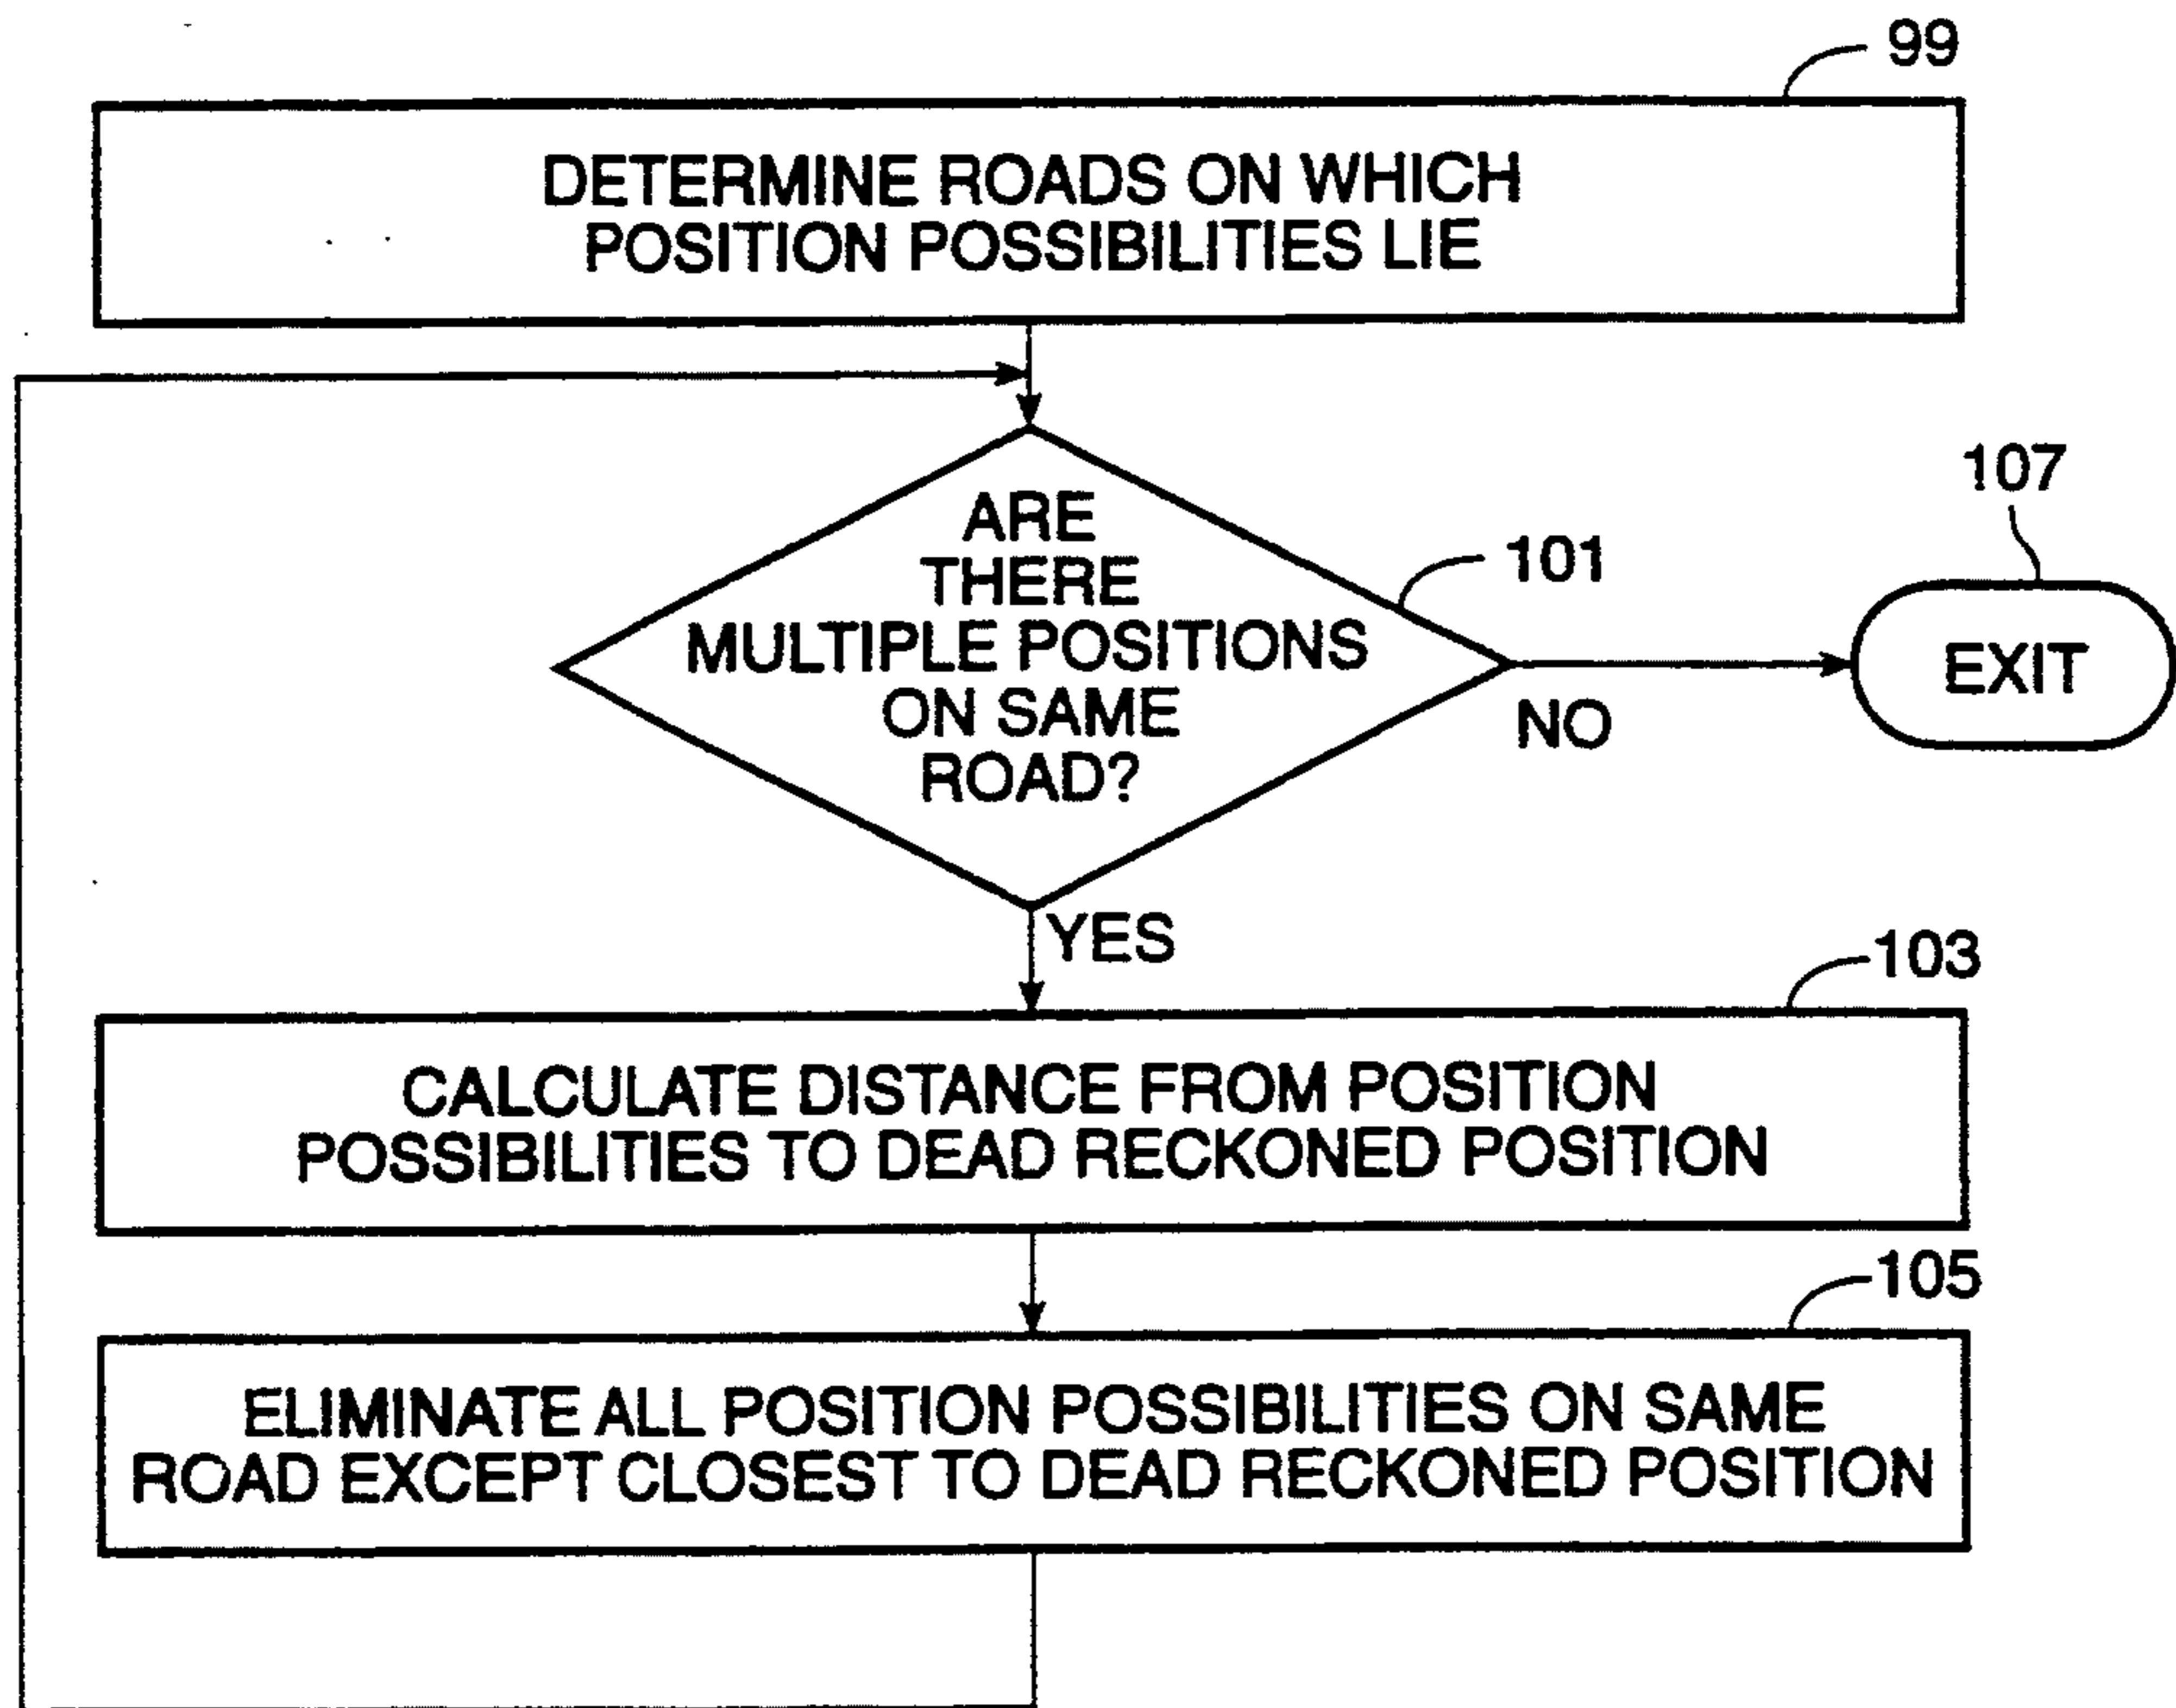 99
DETERMINE ROADS ON WHICH
POSITION POSSIBILITIES LIE
ARE
THERE
MULTIPLE POSITIONS
ON SAME
ROAD?
101
107
EXIT
NO
YES
103
CALCULATE DISTANCE FROM POSITION
POSSIBILITIES TO DEAD RECKONED POSITION
105
ELIMINATE ALL POSITION POSSIBILITIES ON SAME
ROAD EXCEPT CLOSEST TO DEAD RECKONED POSITION